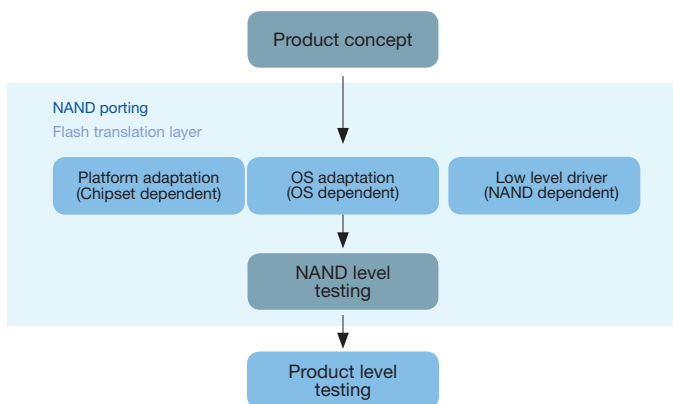 Product concept
NAND porting
Flash translation layer
Platform adaptation
(Chipset dependent)
OS adaptation
(OS dependent)
Low level driver
(NAND dependent)
NAND level
testing
Product level
testing